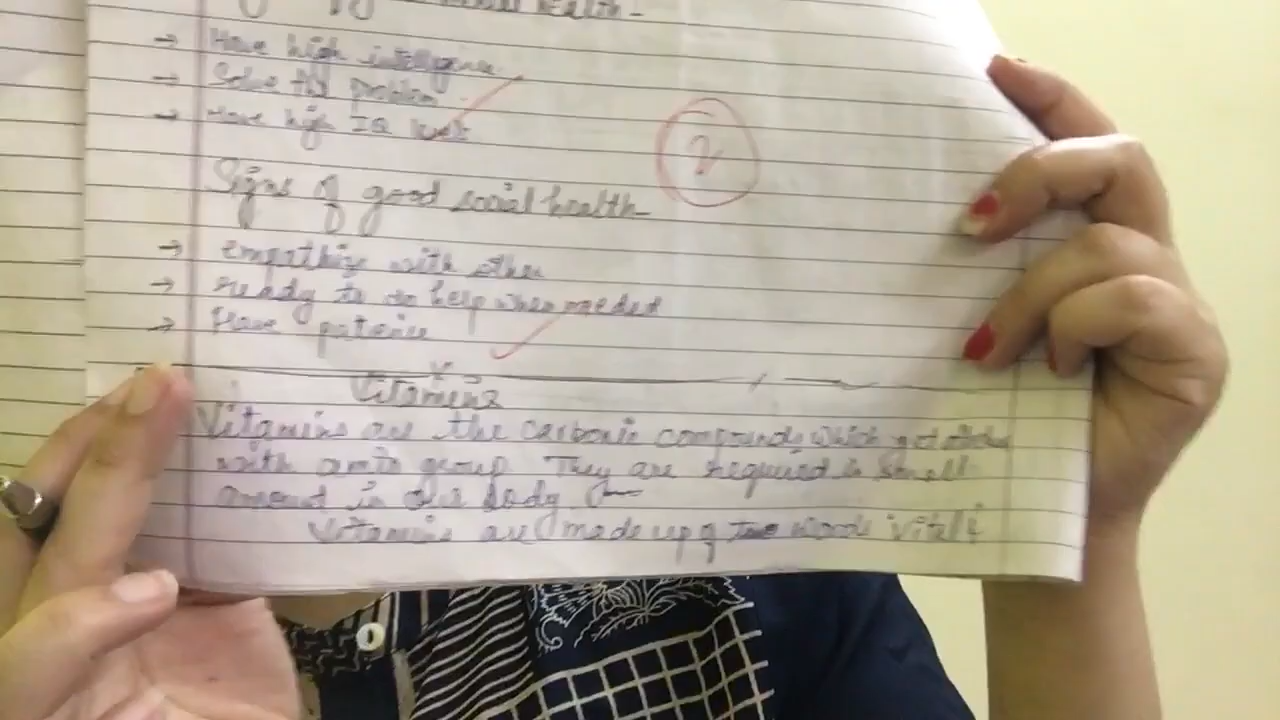 health-
→ Have high intelligence
→ Solve the problem
→ Have high IQ level
2
Signs of good social health-
→ empathize with other
→ ready to do help when needed
→ Have patience
Vitamins
Vitamins are the carbonic compounds which
with amino group. They are required in small
amount in our body.
Vitamins are made up of two words 'Vital &